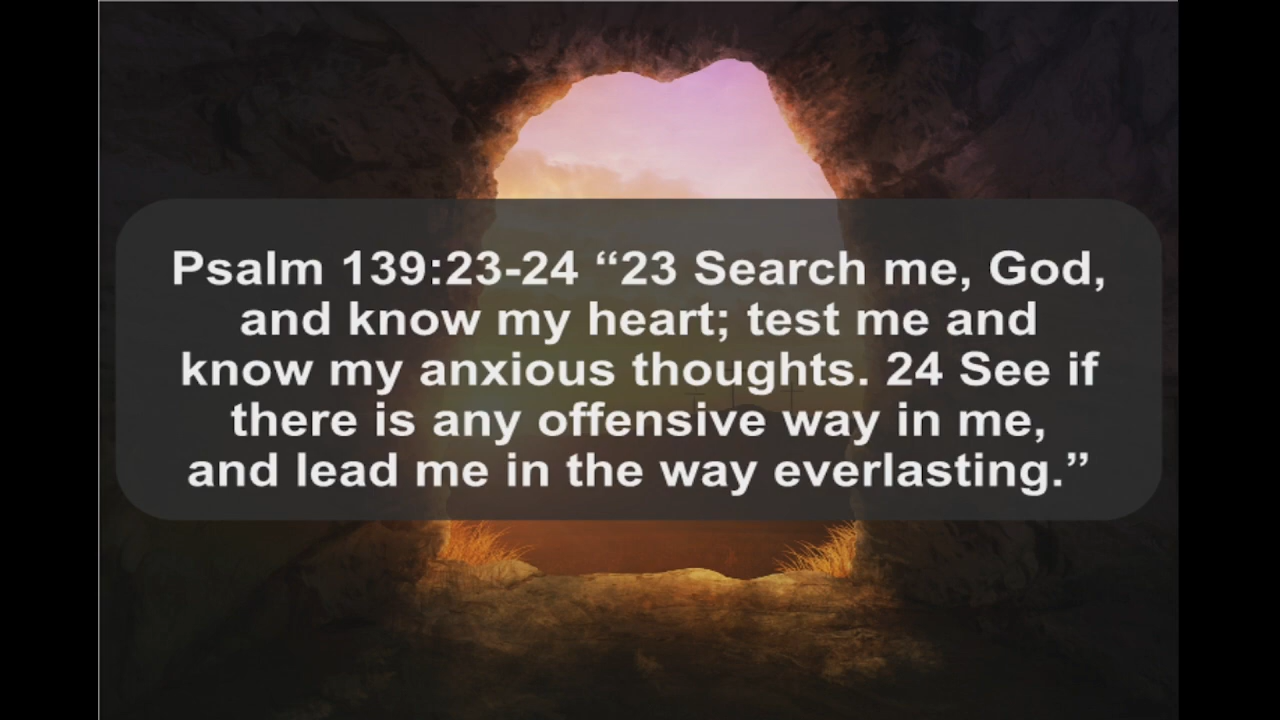 Psalm 139:23-24 “23 Search me, God,
and know my heart; test me and
know my anxious thoughts. 24 See if
there is any offensive way in me,
and lead me in the way everlasting.”